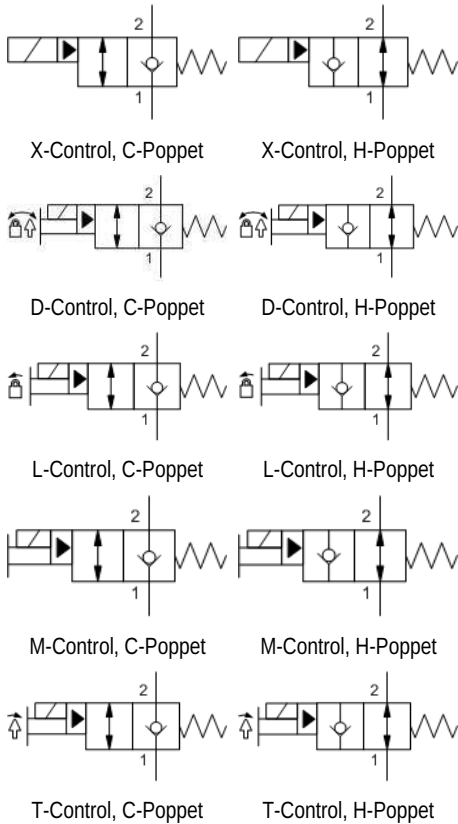 2 2
1 1
X-Control, C-Poppet X-Control, H-Poppet
2 2
1 1
D-Control, C-Poppet D-Control, H-Poppet
2 2
1 1
L-Control, C-Poppet L-Control, H-Poppet
2 2
1 1
M-Control, C-Poppet M-Control, H-Poppet
2 2
1 1
T-Control, C-Poppet T-Control, H-Poppet